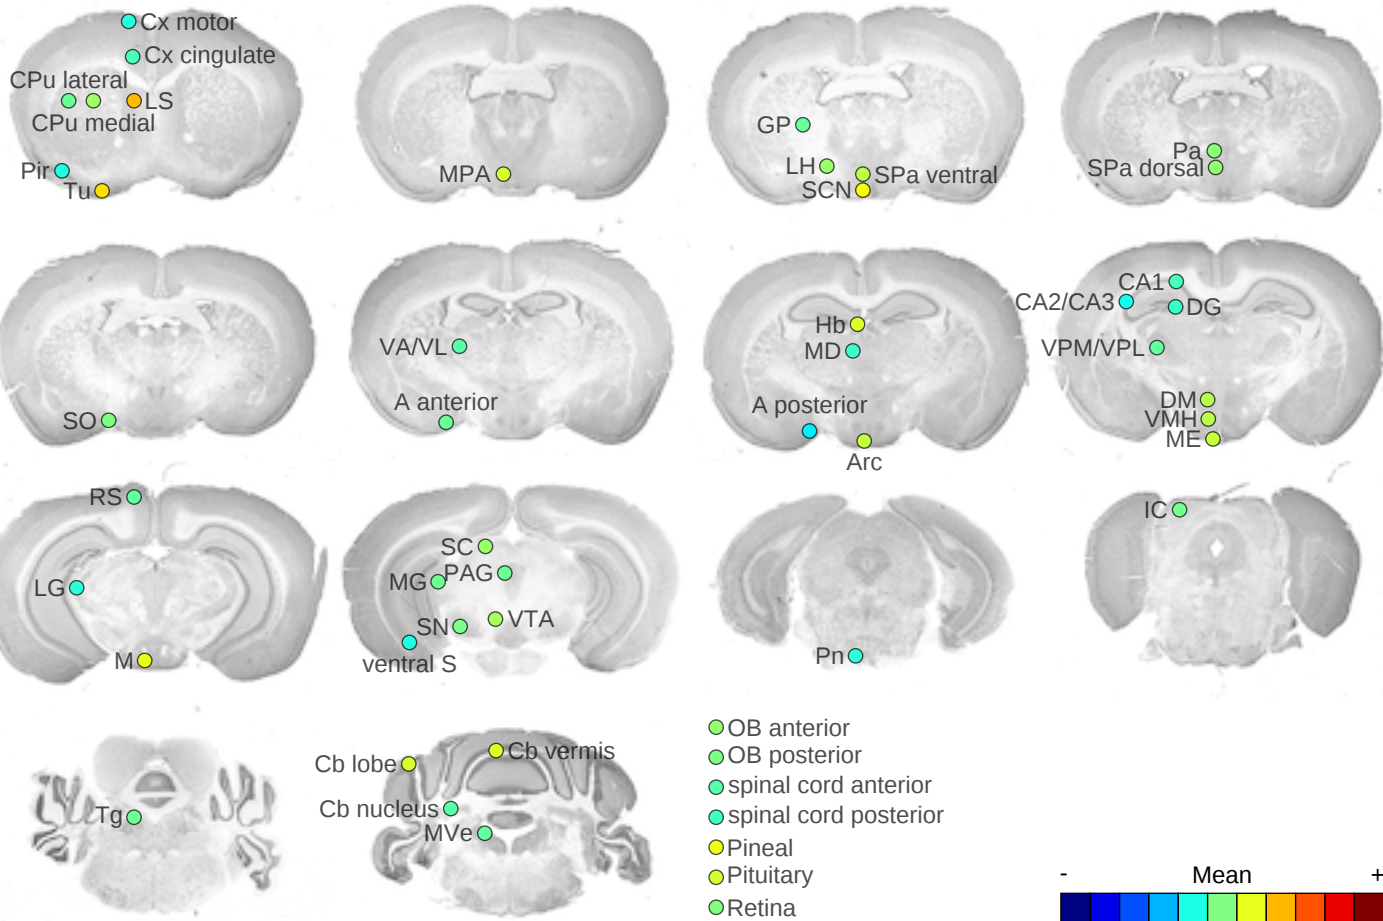 Cx motor
Cx cingulate
CPu lateral
LS
CPu medial
Pir
Tu
MPA
GP
LH
SPa ventral
SCN
Pa
SPa dorsal
SO
VA/VL
A anterior
Hb
MD
A posterior
Arc
CA1
CA2/CA3
DG
VPM/VPL
DM
VMH
ME
RS
LG
M
SC
MG
PAG
SN
VTA
ventral S
Pn
IC
Tg
Cb lobe
Cb vermis
Cb nucleus
MVe
OB anterior
OB posterior
spinal cord anterior
spinal cord posterior
Pineal
Pituitary
Retina
- Mean +